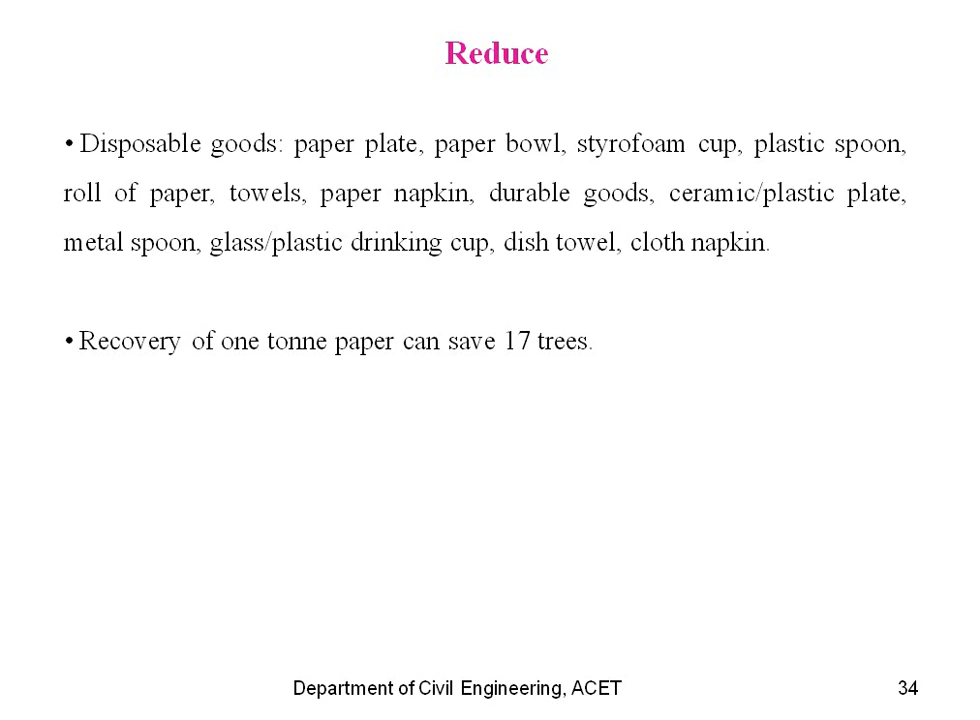 Reduce
• Disposable goods: paper plate, paper bowl, styrofoam cup, plastic spoon,
roll of paper, towels, paper napkin, durable goods, ceramic/plastic plate,
metal spoon, glass/plastic drinking cup, dish towel, cloth napkin.
• Recovery of one tonne paper can save 17 trees.
Department of Civil Engineering, ACET 34